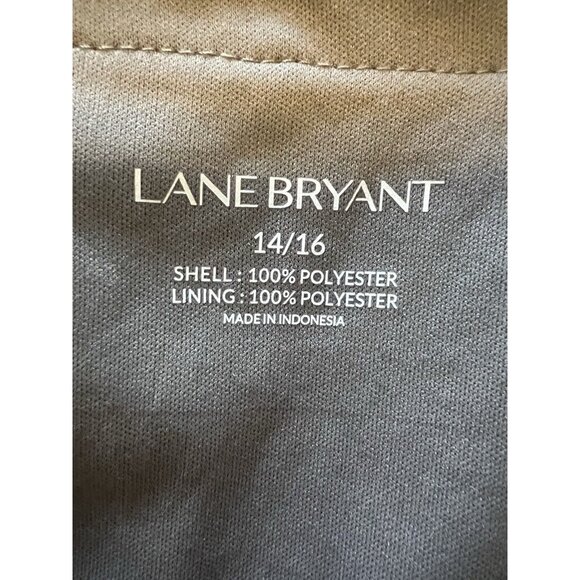 LANE BRYANT
14/16
SHELL : 100% POLYESTER
LINING : 100% POLYESTER
MADE IN INDONESIA